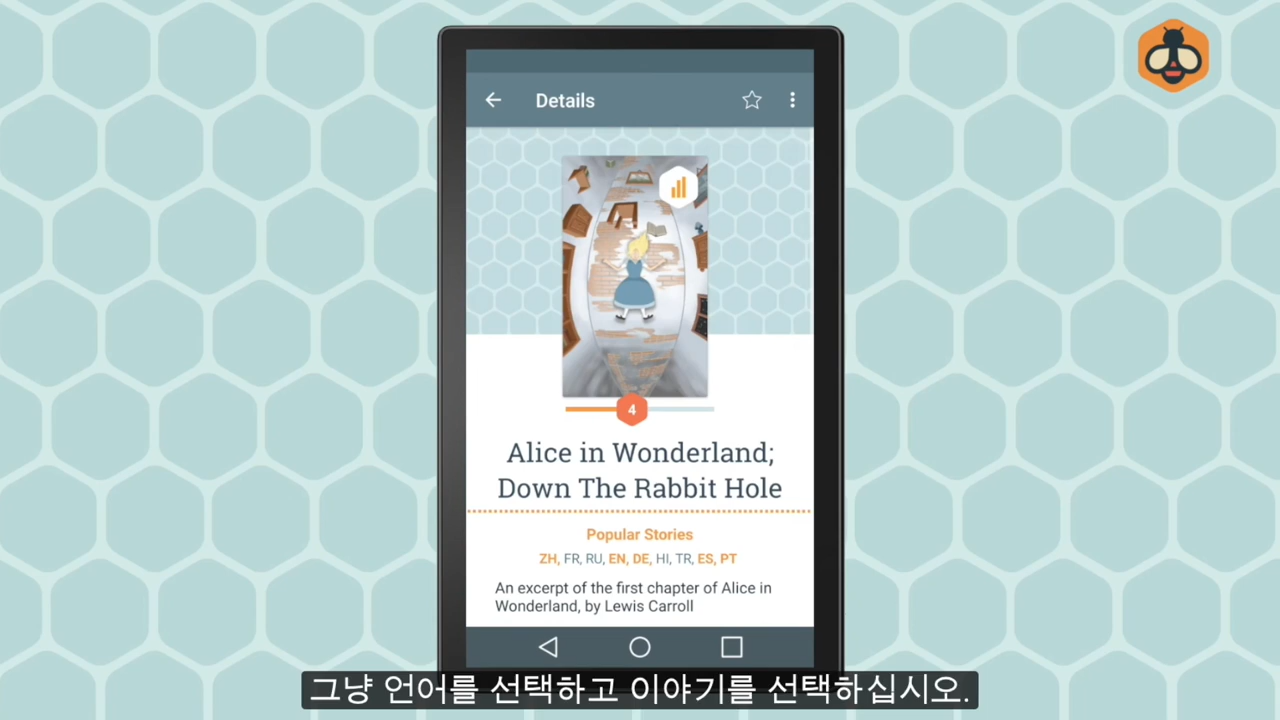 Details
4
Alice in Wonderland;
Down The Rabbit Hole
Popular Stories
ZH, FR, RU, EN, DE, HI, TR, ES, PT
An excerpt of the first chapter of Alice in
Wonderland, by Lewis Carroll
그냥 언어를 선택하고 이야기를 선택하십시오.